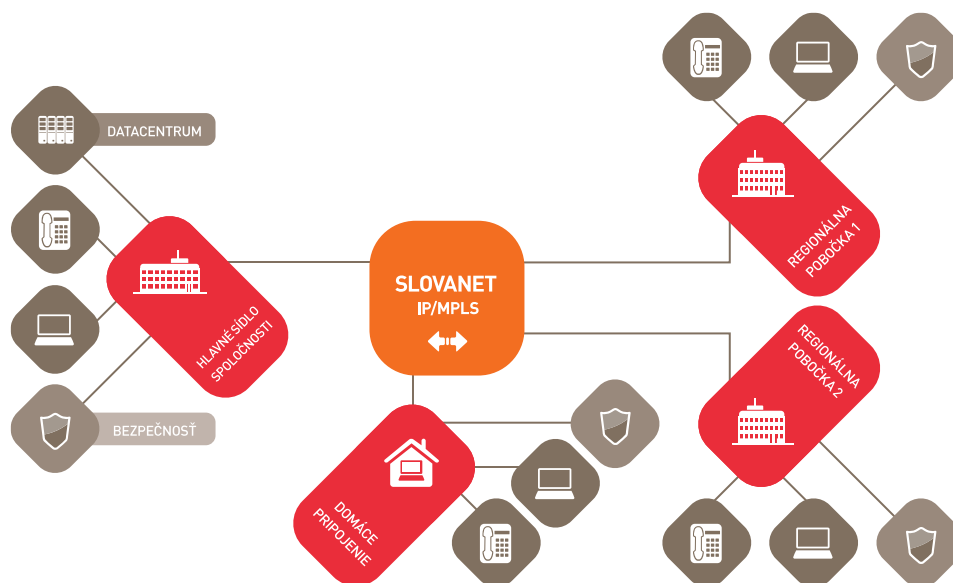 DATACENTRUM
HLAVNÉ SÍDLO
SPOLOČNOSTI
BEZPEČNOSŤ
SLOVANET
IP/MPLS
REGIONÁLNA
POBOČKA 1
REGIONÁLNA
POBOČKA 2
DOMÁCE
PRIPOJENIE